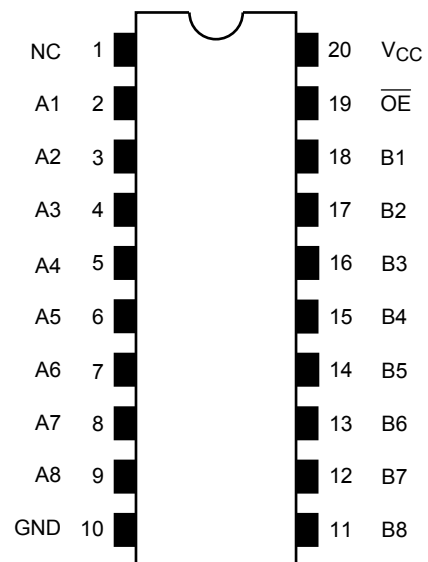 NC 1 20 VCC
A1 2 19 O̅E̅
A2 3 18 B1
A3 4 17 B2
A4 5 16 B3
A5 6 15 B4
A6 7 14 B5
A7 8 13 B6
A8 9 12 B7
GND 10 11 B8